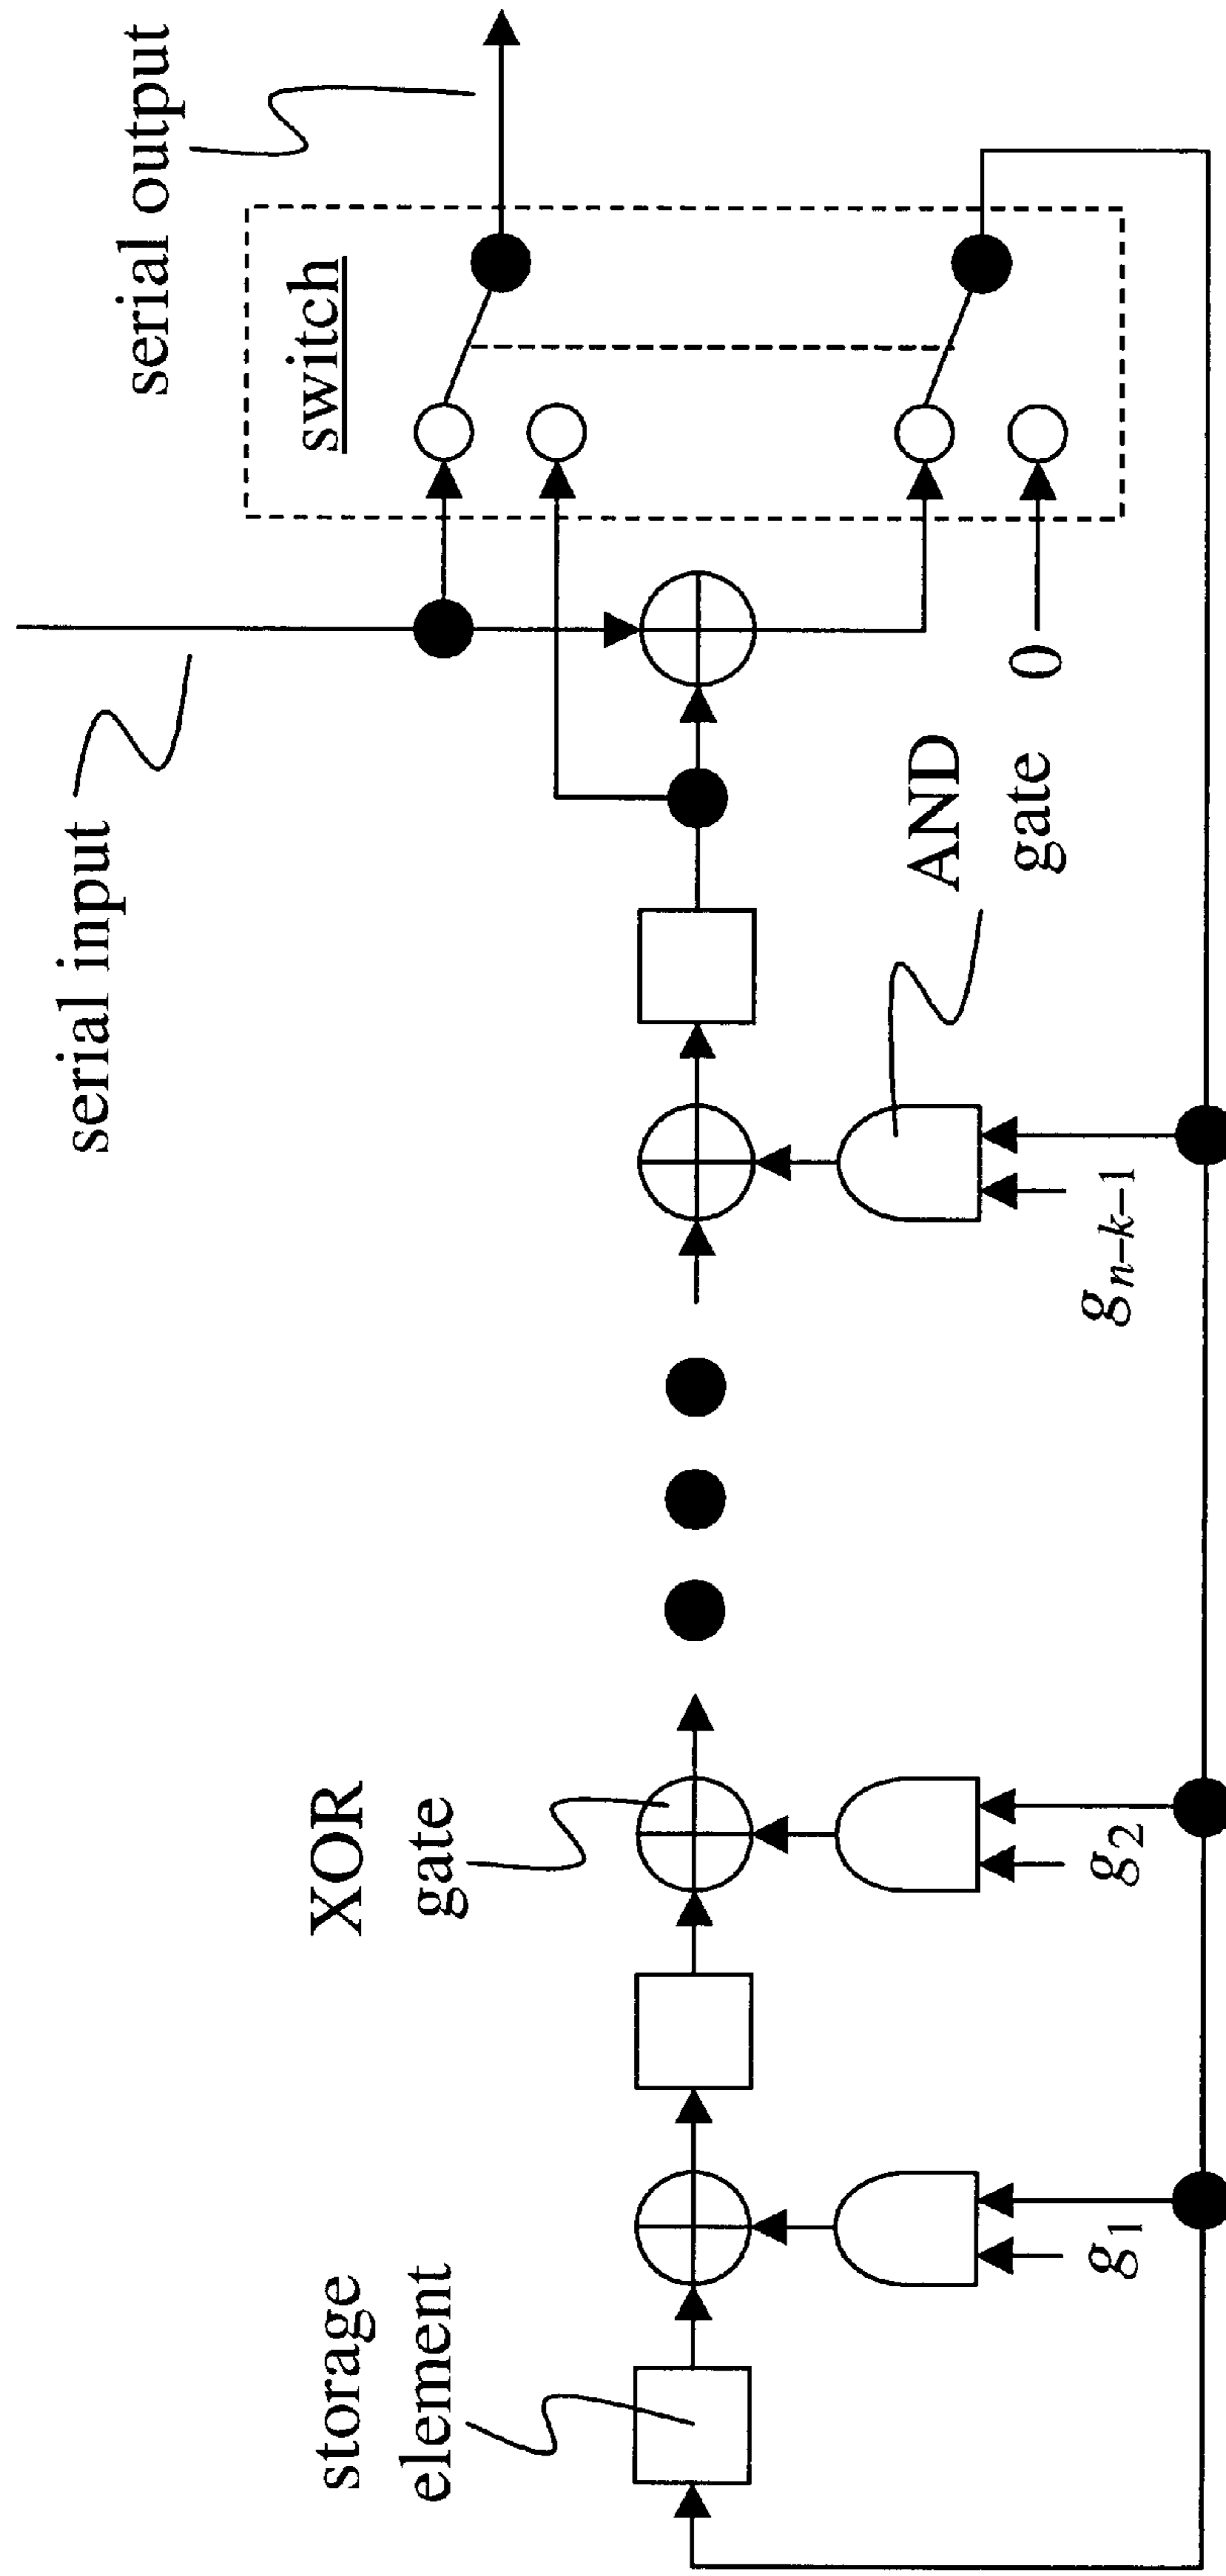 serial input
serial output
switch
XOR
gate
storage
element
AND
gate
0
g1
g2
gn–k–1